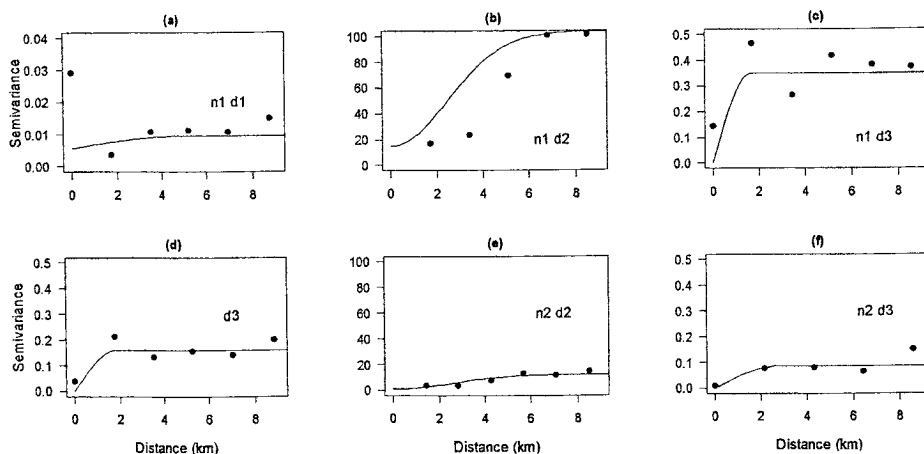 (a)
(b)
(c)
Semivariance
0.04
0.03
0.02
0.01
0.00
n1 d1
0 2 4 6 8
100
80
60
40
20
0
n1 d2
0 2 4 6 8
0.5
0.4
0.3
0.2
0.1
0.0
n1 d3
0 2 4 6 8
(d)
(e)
(f)
Semivariance
0.5
0.4
0.3
0.2
0.1
0.0
d3
0 2 4 6 8
Distance (km)
100
80
60
40
20
0
n2 d2
0 2 4 6 8
Distance (km)
0.5
0.4
0.3
0.2
0.1
0.0
n2 d3
0 2 4 6 8
Distance (km)